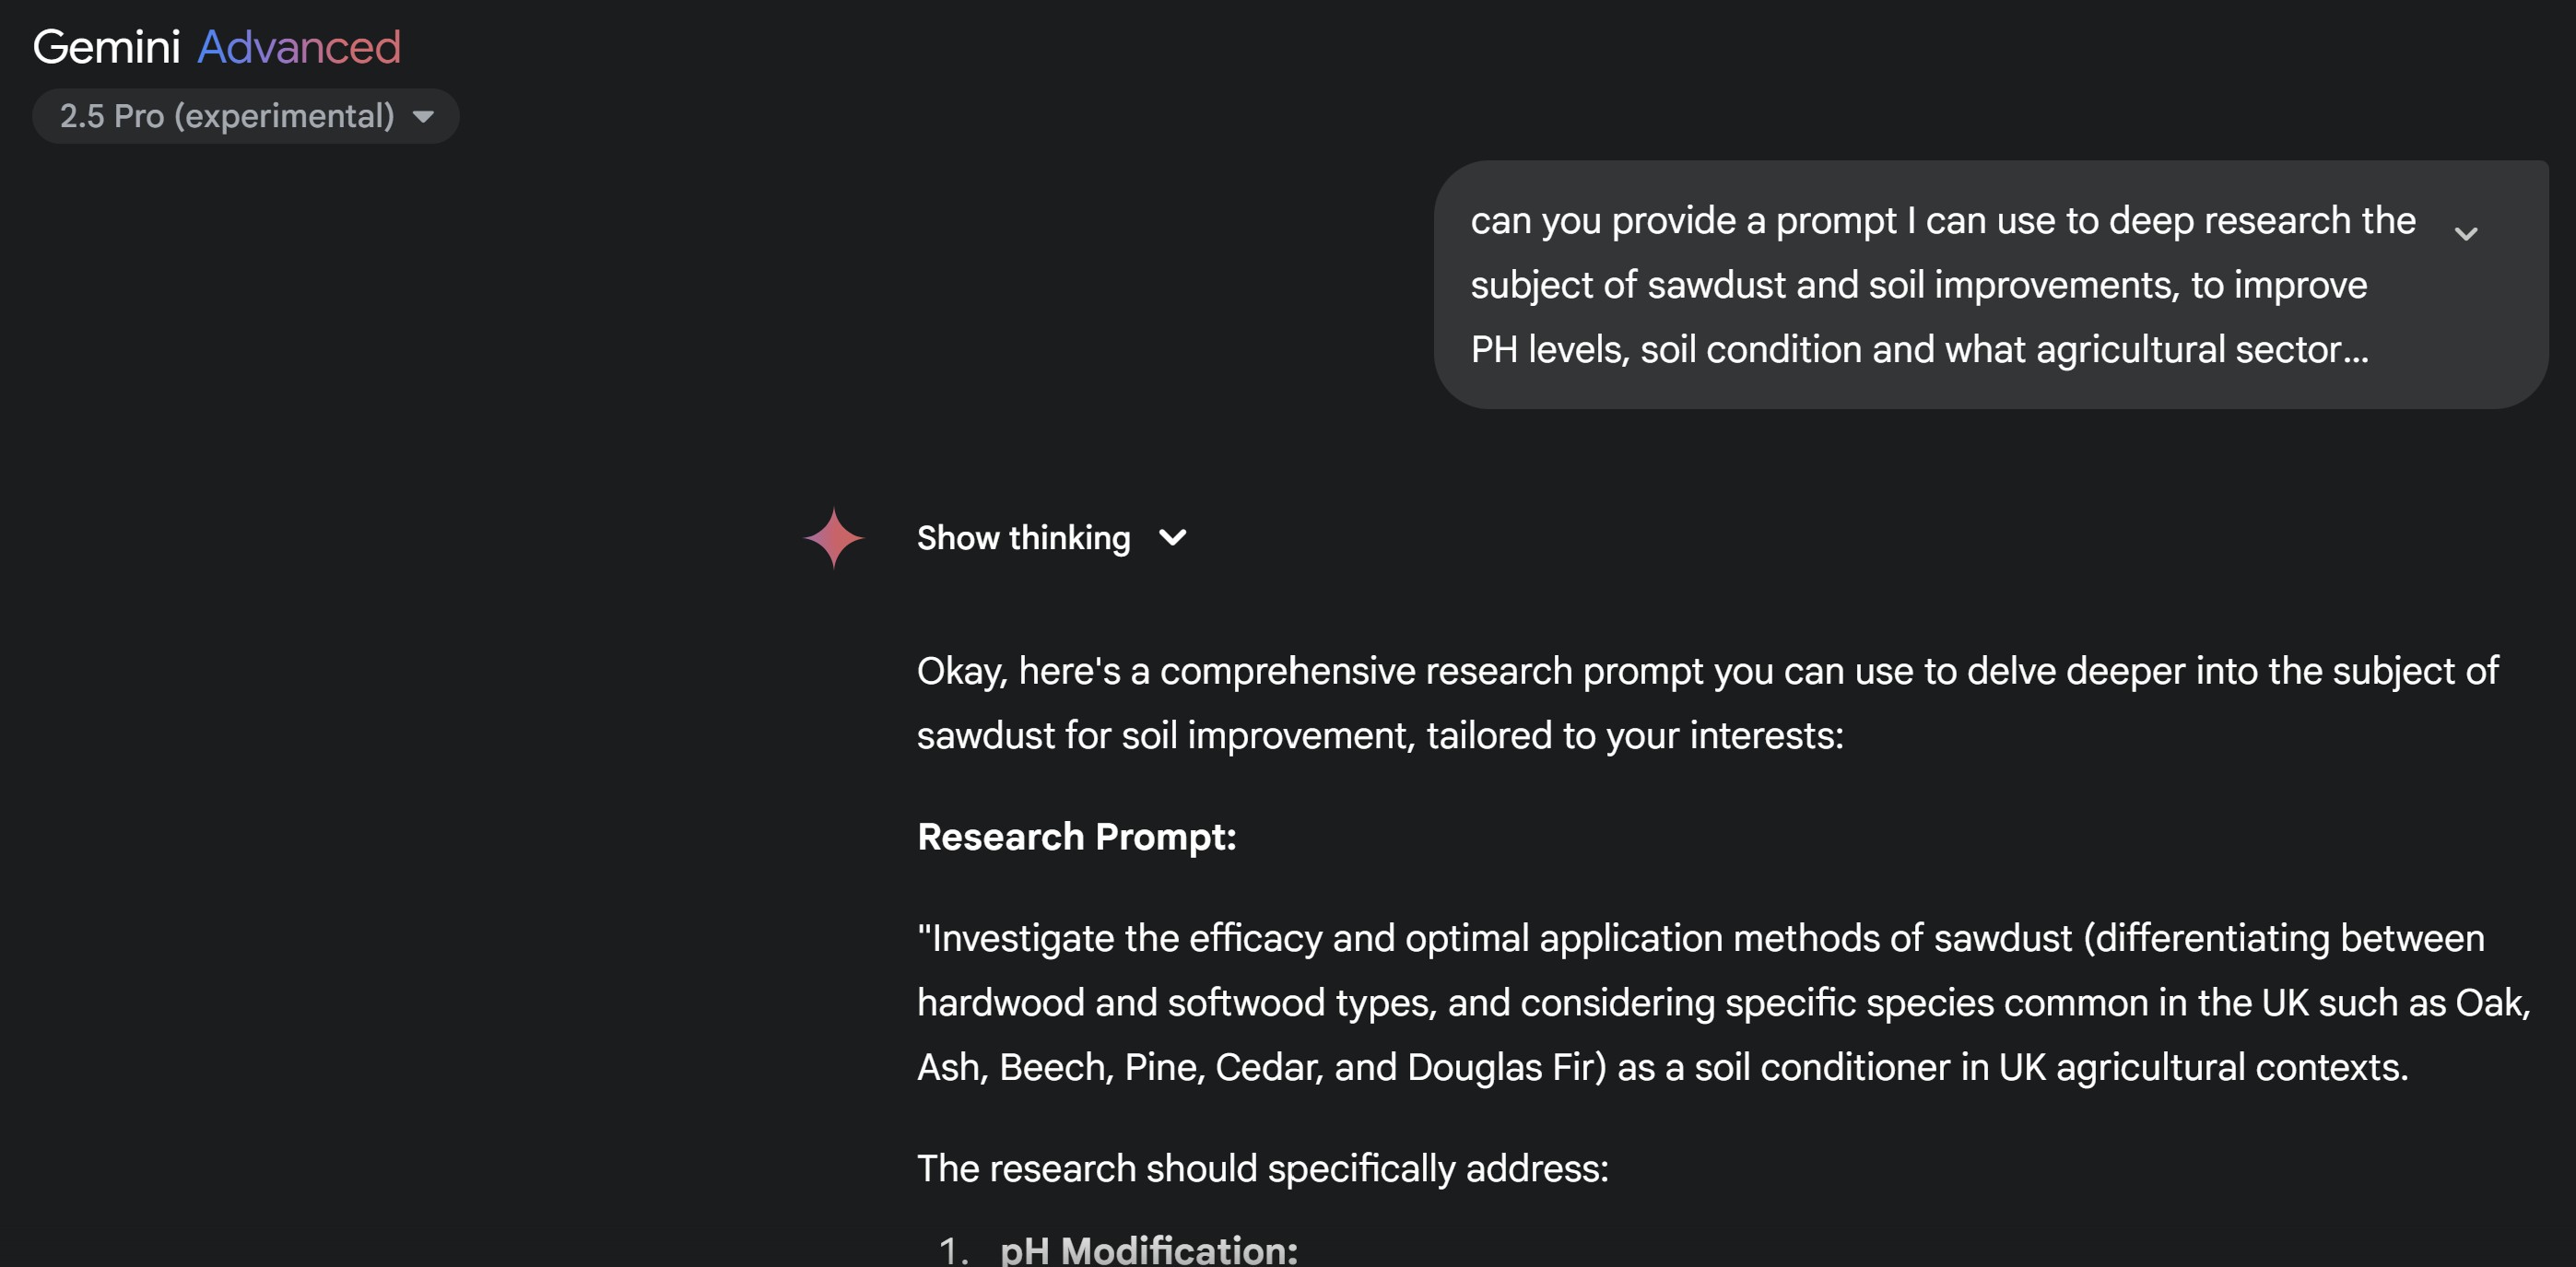 Gemini Advanced
2.5 Pro (experimental)
can you provide a prompt I can use to deep research the
subject of sawdust and soil improvements, to improve
PH levels, soil condition and what agricultural sector...
Show thinking
Okay, here's a comprehensive research prompt you can use to delve deeper into the subject of
sawdust for soil improvement, tailored to your interests:
Research Prompt:
"Investigate the efficacy and optimal application methods of sawdust (differentiating between
hardwood and softwood types, and considering specific species common in the UK such as Oak,
Ash, Beech, Pine, Cedar, and Douglas Fir) as a soil conditioner in UK agricultural contexts.
The research should specifically address:
1. pH Modification: